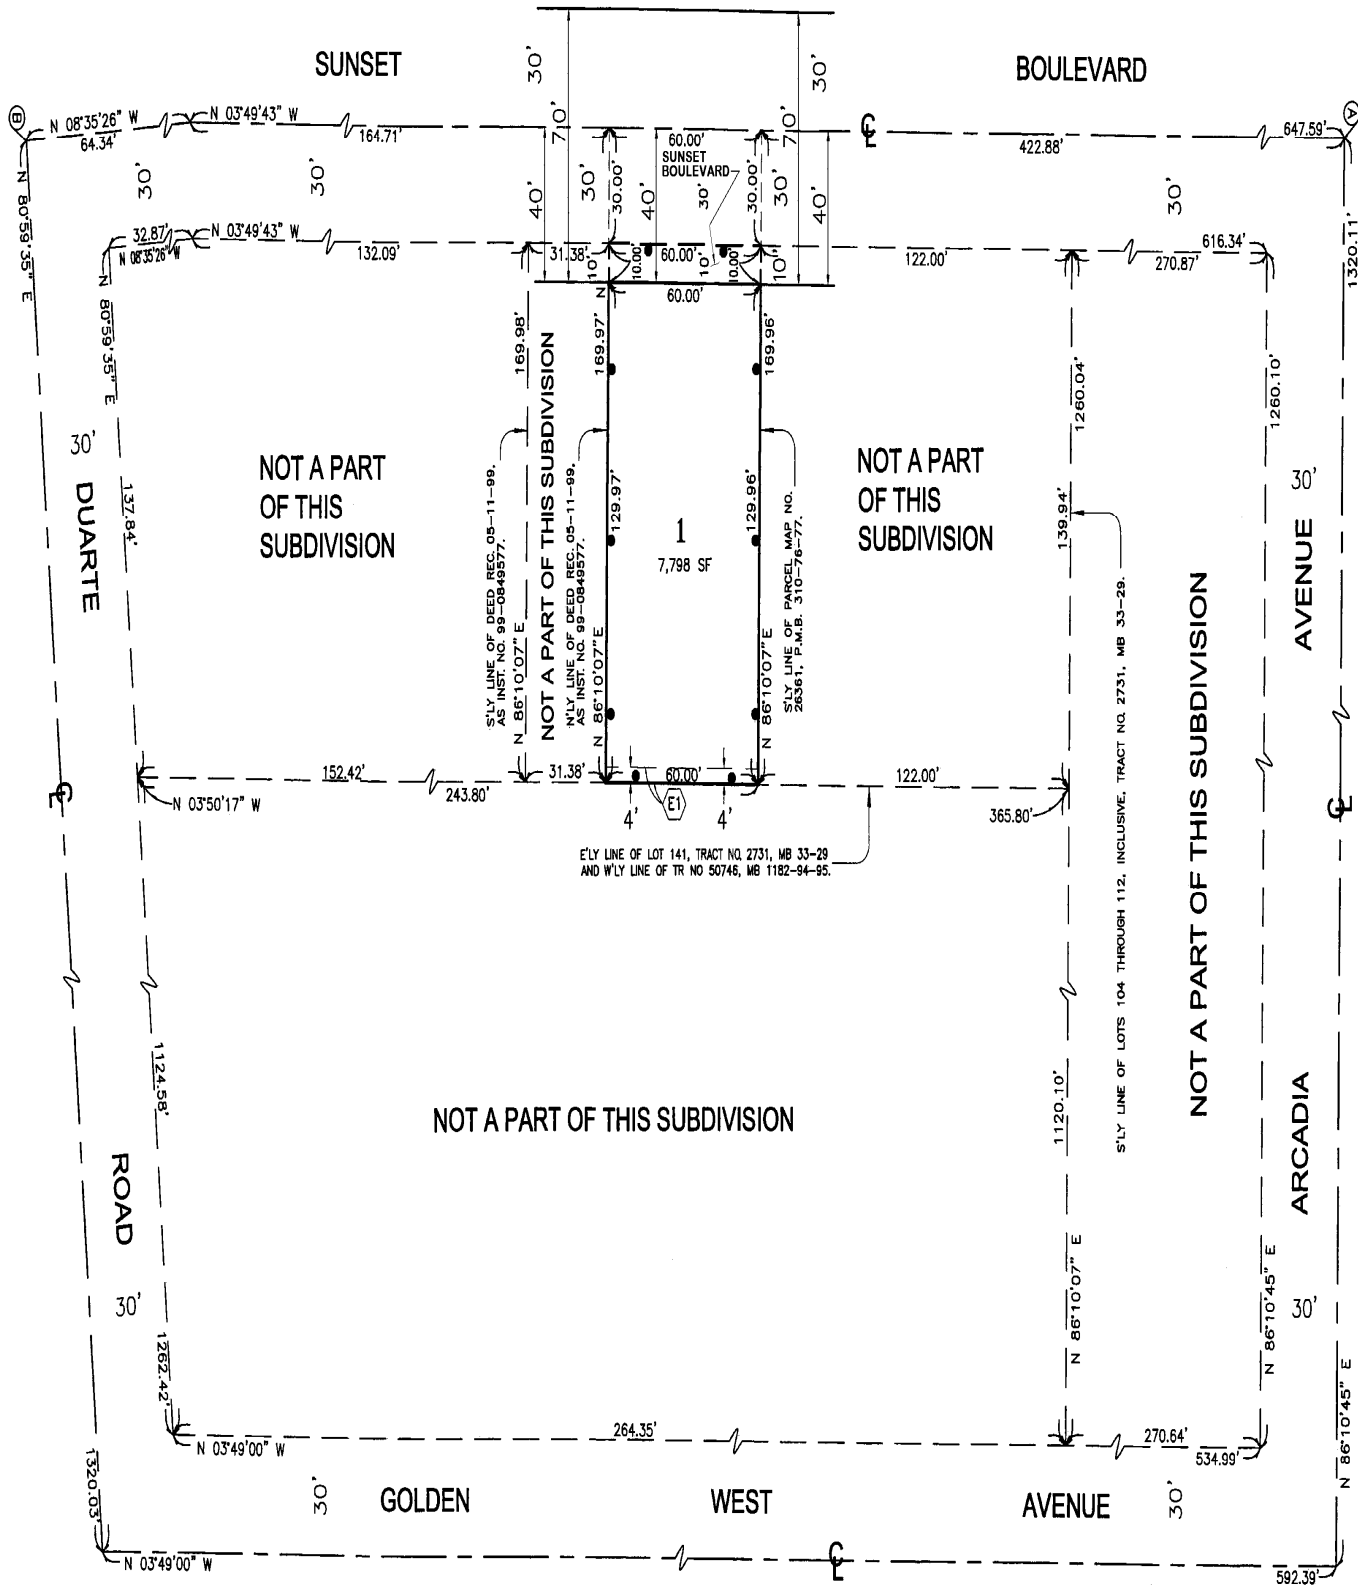 SUNSET
BOULEVARD
30'
30'
70'
70'
B
A
N 08°35'26" W
64.34'
N 03°49'43" W
164.71'
60.00'
SUNSET
BOULEVARD
CL
422.88'
647.59'
30'
30'
40'
30'
30.00'
40'
30'
30.00'
30'
40'
30'
32.87'
N 08°35'26" W
N 03°49'43" W
132.09'
31.38'
10'
10.00'
60.00'
10'
10.00'
10'
122.00'
616.34'
270.87'
60.00'
N 80°59'35" E
N 80°59'35" E
1320.11'
169.98'
169.97'
169.96'
1260.04'
1260.10'
30'
DUARTE
137.84'
NOT A PART
OF THIS
SUBDIVISION
S'LY LINE OF DEED REC. 05-11-99.
AS INST. NO. 99-0849577.
N 86°10'07" E
NOT A PART OF THIS SUBDIVISION
N'LY LINE OF DEED REC. 05-11-99.
AS INST. NO. 99-0849577.
N
129.97'
N 86°10'07" E
1
7,798 SF
129.96'
N 86°10'07" E
S'LY LINE OF PARCEL MAP NO.
26361, P.M.B. 310-76-77.
NOT A PART
OF THIS
SUBDIVISION
139.94'
S'LY LINE OF LOTS 104 THROUGH 112, INCLUSIVE, TRACT NO. 2731, MB 33-29.
NOT A PART OF THIS SUBDIVISION
30'
AVENUE
CL
152.42'
243.80'
31.38'
60.00'
122.00'
365.80'
N 03°50'17" W
4'
E1
4'
E'LY LINE OF LOT 141, TRACT NO. 2731, MB 33-29
AND W'LY LINE OF TR NO 50746, MB 1182-94-95.
CL
1124.58'
NOT A PART OF THIS SUBDIVISION
1120.10'
ARCADIA
ROAD
30'
1262.42'
N 86°10'07" E
N 86°10'45" E
30'
N 86°10'45" E
264.35'
270.64'
534.99'
N 03°49'00" W
1320.03'
30'
GOLDEN
WEST
AVENUE
30'
N 03°49'00" W
CL
592.39'